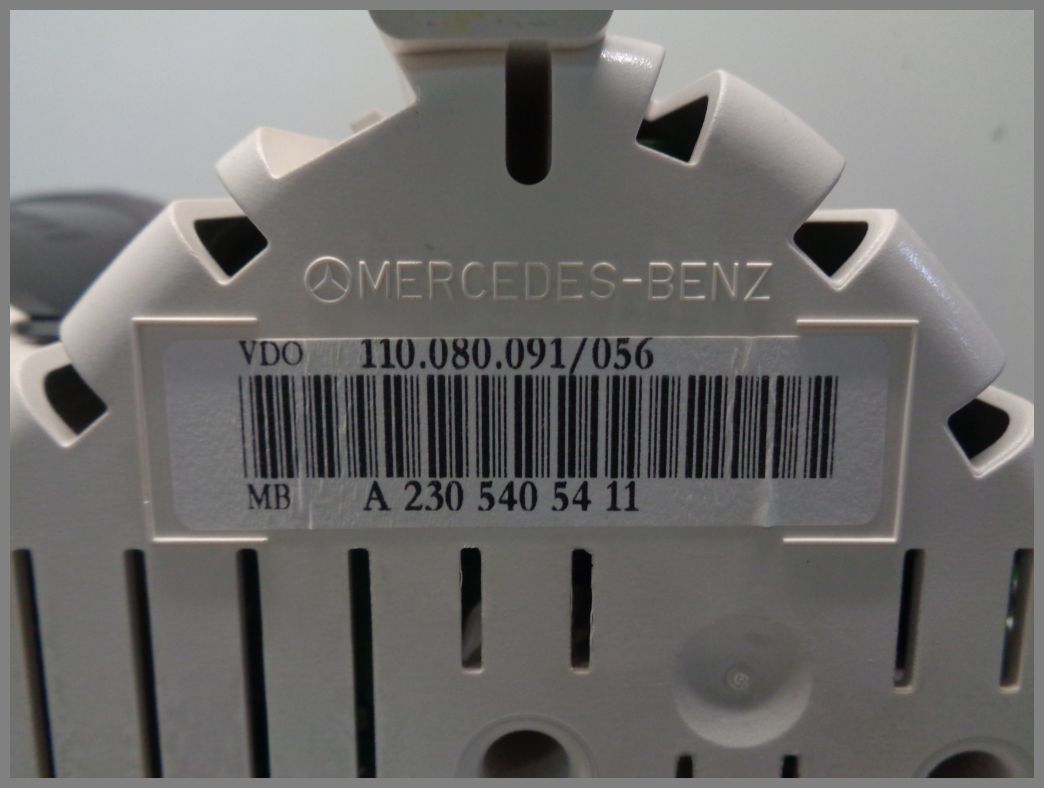 MERCEDES-BENZ
VDO 110.080.091/056
MB A 230 540 54 11